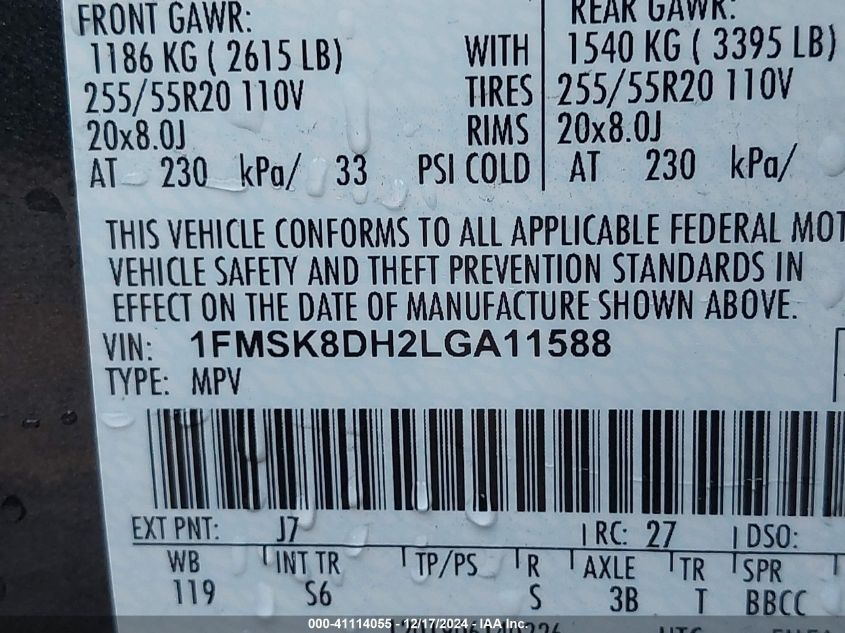 FRONT GAWR: REAR GAWR:
1186 KG ( 2615 LB) WITH 1540 KG ( 3395 LB)
255/55R20 110V TIRES 255/55R20 110V
20x8.0J RIMS 20x8.0J
AT 230 kPa/ 33 PSI COLD AT 230 kPa/
THIS VEHICLE CONFORMS TO ALL APPLICABLE FEDERAL MOT
VEHICLE SAFETY AND THEFT PREVENTION STANDARDS IN
EFFECT ON THE DATE OF MANUFACTURE SHOWN ABOVE.
VIN: 1FMSK8DH2LGA11588
TYPE: MPV
EXT PNT: J7 RC: 27 DSO:
WB INT TR TP/PS R AXLE TR SPR
119 S6 S 3B T BBCC
000-41114055 - 12/17/2024 - IAAI.com